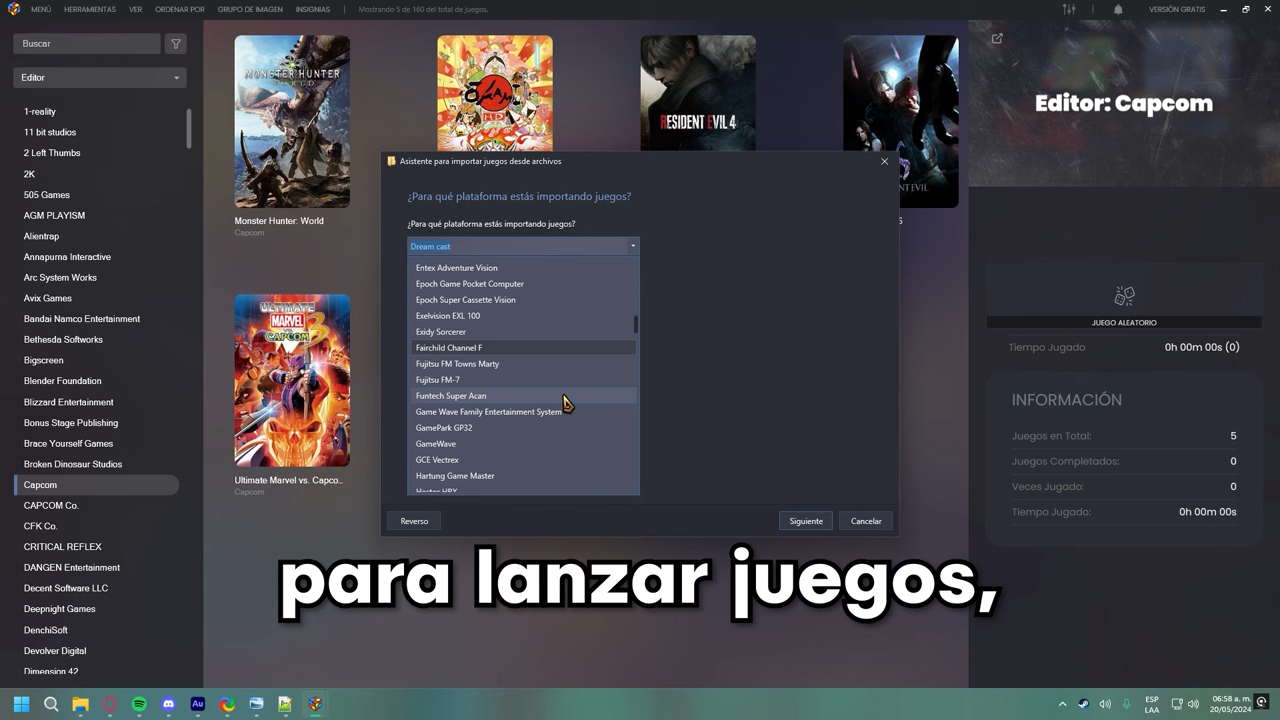 MENÚ HERRAMIENTAS VER ORDENAR POR GRUPO DE IMAGEN INSIGNIAS Mostrando 5 de 160 del total de juegos. VERSIÓN GRATIS
Buscar
Editor
1-reality
11 bit studios
2 Left Thumbs
2K
505 Games
AGM PLAYISM
Alientrap
Annapurna Interactive
Arc System Works
Avix Games
Bandai Namco Entertainment
Bethesda Softworks
Bigscreen
Blender Foundation
Blizzard Entertainment
Bonus Stage Publishing
Brace Yourself Games
Broken Dinosaur Studios
Capcom
CAPCOM Co.
CFK Co.
CRITICAL REFLEX
DANGEN Entertainment
Decent Software LLC
Deepnight Games
DenchiSoft
Devolver Digital
Dimension 42
MONSTER HUNTER
WORLD
Monster Hunter: World
Capcom
RESIDENT EVIL 4
ULTIMATE
MARVEL
VS.
CAPCOM 3
Ultimate Marvel vs. Capco...
Capcom
Asistente para importar juegos desde archivos
¿Para qué plataforma estás importando juegos?
¿Para qué plataforma estás importando juegos?
Dream cast
Entex Adventure Vision
Epoch Game Pocket Computer
Epoch Super Cassette Vision
Exelvision EXL 100
Exidy Sorcerer
Fairchild Channel F
Fujitsu FM Towns Marty
Fujitsu FM-7
Funtech Super Acan
Game Wave Family Entertainment System
GamePark GP32
GameWave
GCE Vectrex
Hartung Game Master
Reverso Siguiente Cancelar
para lanzar juegos,
Editor: Capcom
JUEGO ALEATORIO
Tiempo Jugado 0h 00m 00s (0)
INFORMACIÓN
Juegos en Total: 5
Juegos Completados: 0
Veces Jugado: 0
Tiempo Jugado: 0h 00m 00s
Au
ESP
LAA
06:58 a. m.
20/05/2024